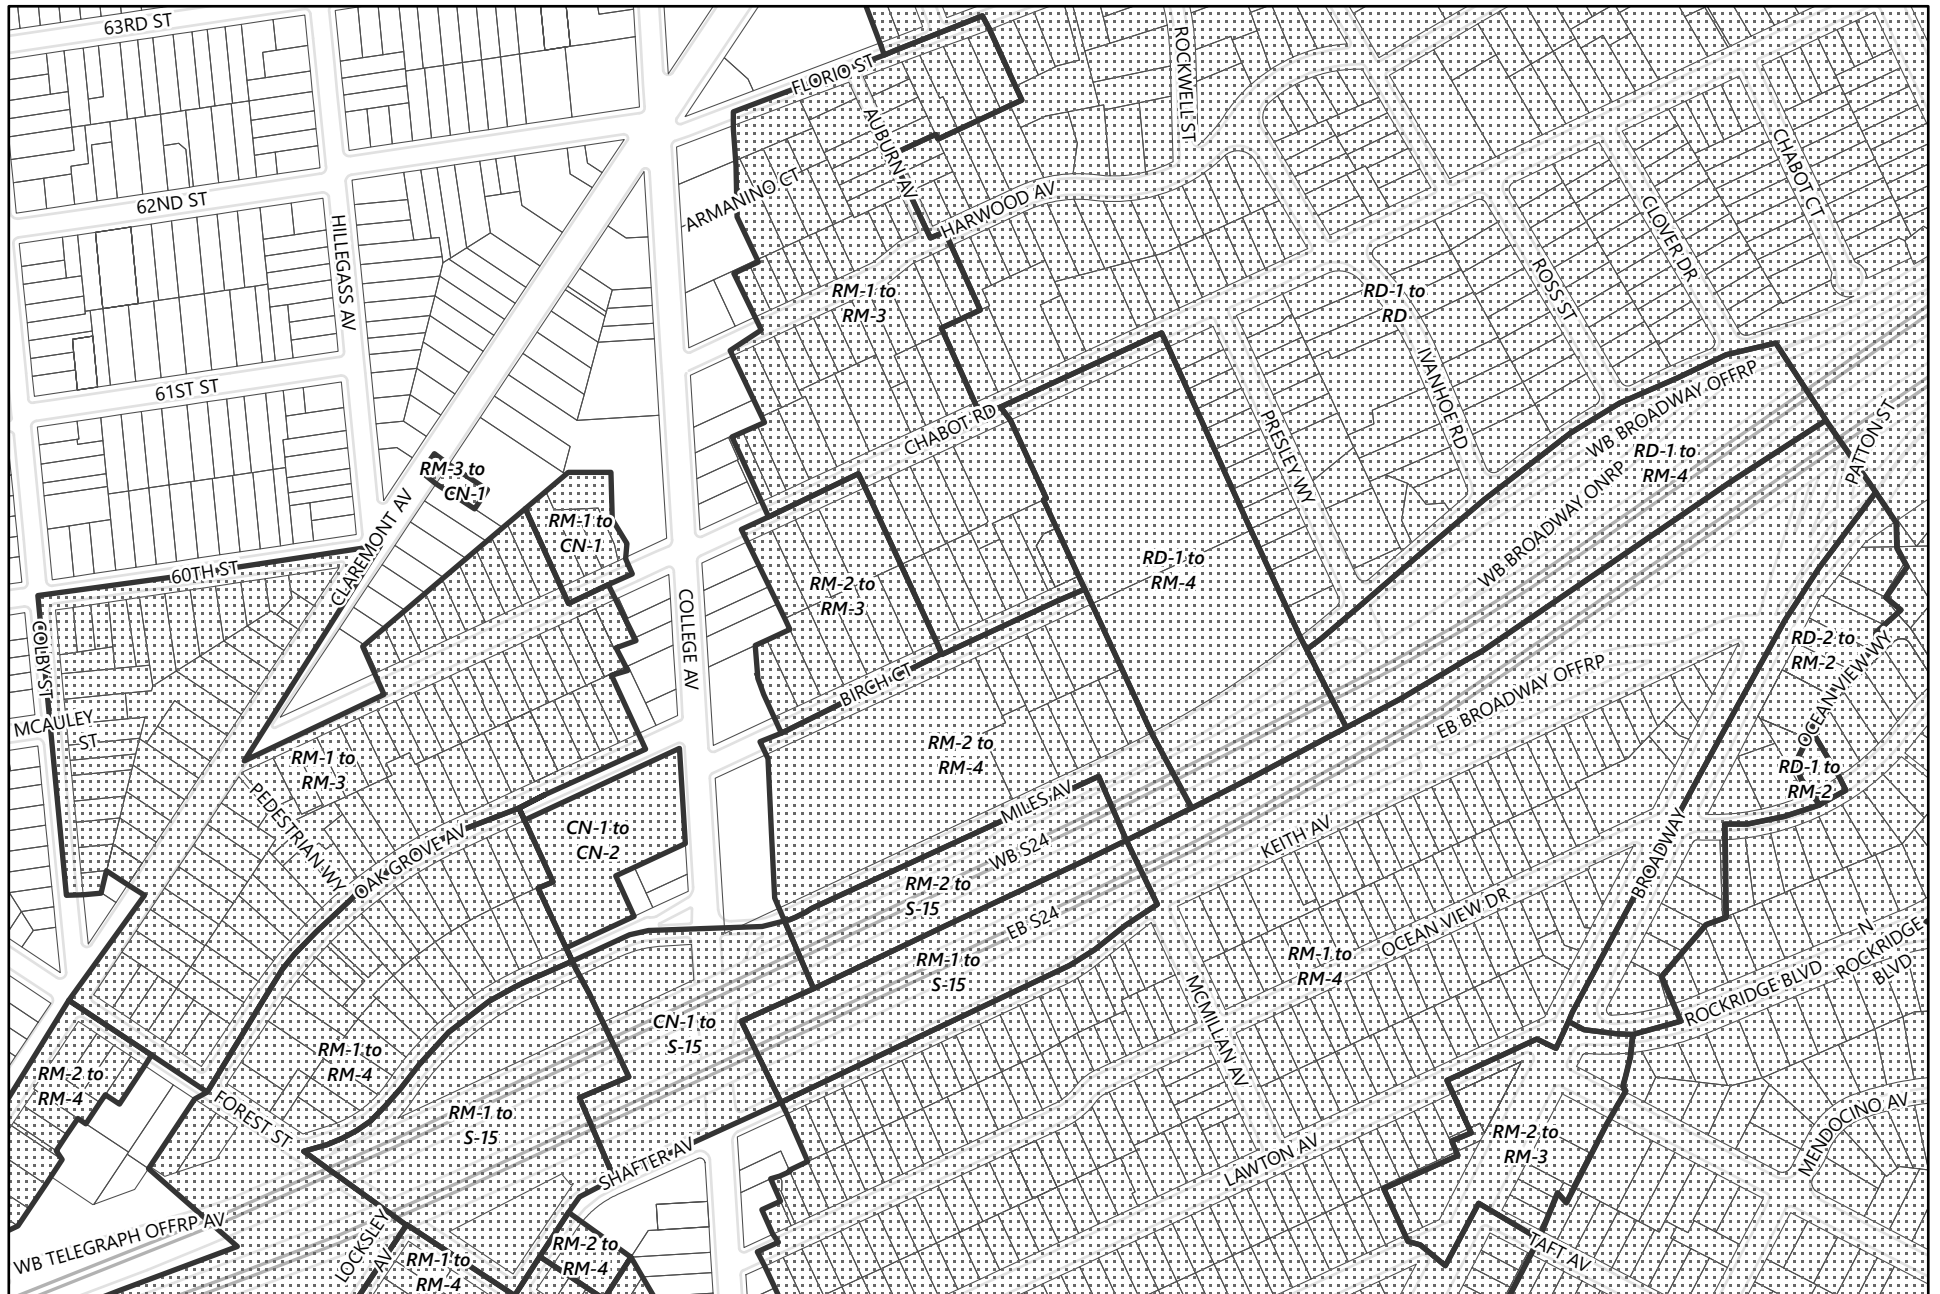 63RD ST
FLORIO ST
ROCKWELL ST
AUBURN AV
CHABOT CT
62ND ST
HILLEGASS AV
ARMANINO CT
HARWOOD AV
CLOVER DR
ROSS ST
RM-1 to
RM-3
RD-1 to
RD
61ST ST
IVANHOE RD
WB BROADWAY OFFRP
CHABOT RD
PRESLEY WY
PATTON ST
RM-3 to
CN-1
RD-1 to
RM-4
CLAREMONT AV
RM-1 to
CN-1
WB BROADWAY ONRP
60TH ST
RM-2 to
RM-3
RD-1 to
RM-4
COLBY ST
COLLEGE AV
RD-2 to
RM-2
OCEAN VIEW WY
BIRCH CT
EB BROADWAY OFFRP
MCAULEY
ST
RM-1 to
RM-3
RM-2 to
RM-4
RD-1 to
RM-2
PEDESTRIAN WY
MILES AV
OAK GROVE AV
CN-1 to
CN-2
WB S24
KEITH AV
BROADWAY
RM-2 to
S-15
EB S24
OCEAN VIEW DR
RM-1 to
S-15
RM-1 to
RM-4
N
ROCKRIDGE
BLVD
ROCKRIDGE BLVD
MCMILLAN AV
CN-1 to
S-15
RM-1 to
RM-4
RM-2 to
RM-4
FOREST ST
RM-1 to
S-15
MENDOCINO AV
RM-2 to
RM-3
SHAFTER AV
LAWTON AV
WB TELEGRAPH OFFRP AV
LOCKSLEY
AV
RM-1 to
RM-4
RM-2 to
RM-4
TAFT AV